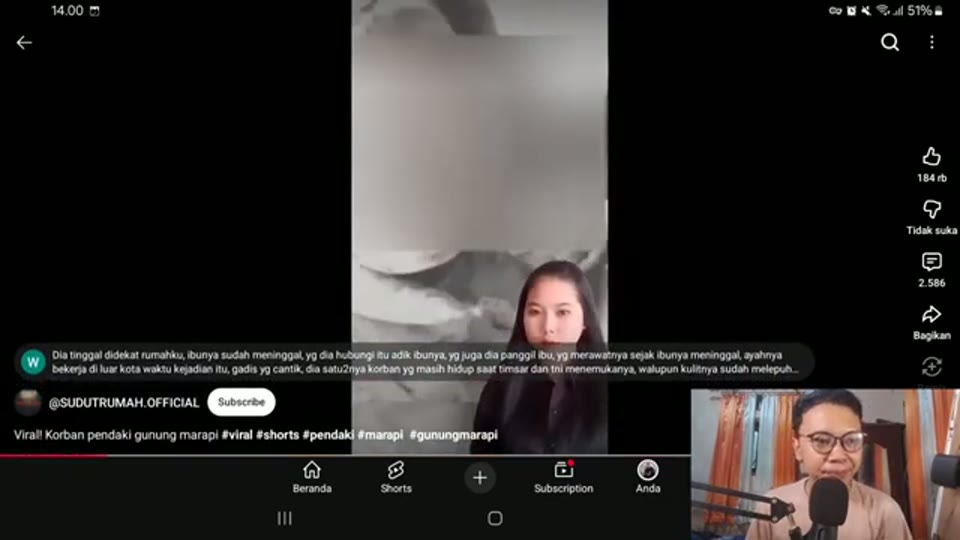 14.00
51%
184 rb
Tidak suka
2.586
Bagikan
W
Dia tinggal didekat rumahku, ibunya sudah meninggal, yg dia hubungi itu adik ibunya, yg juga dia panggil ibu, yg merawatnya sejak ibunya meninggal, ayahnya
bekerja di luar kota waktu kejadian itu, gadis yg cantik, dia satu2nya korban yg masih hidup saat timsar dan tni menemukanya, walupun kulitnya sudah melepuh...
@SUDUTRUMAH.OFFICIAL
Subscribe
Viral! Korban pendaki gunung marapi #viral #shorts #pendaki #marapi #gunungmarapi
Beranda
Shorts
Subscription
Anda